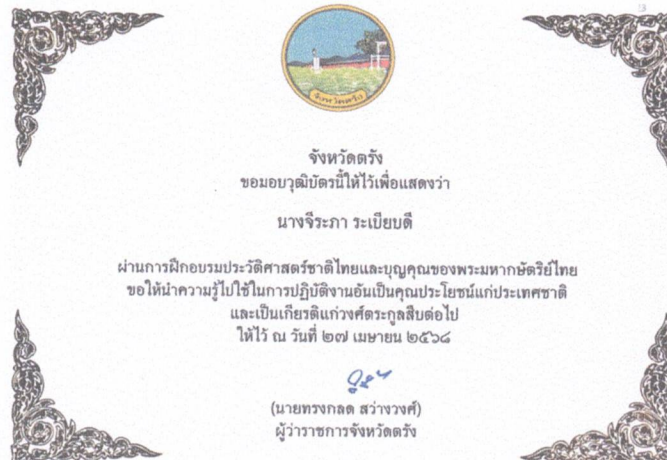 จังหวัดตรัง
จังหวัดตรัง
ขอมอบวุฒิบัตรนี้ให้ไว้เพื่อแสดงว่า
นางจีระภา ระเบียบดี
ผ่านการฝึกอบรมประวัติศาสตร์ชาติไทยและบุญคุณของพระมหากษัตริย์ไทย
ขอให้นำความรู้ไปใช้ในการปฏิบัติงานอันเป็นคุณประโยชน์แก่ประเทศชาติ
และเป็นเกียรติแก่วงศ์ตระกูลสืบต่อไป
ให้ไว้ ณ วันที่ ๒๗ เมษายน ๒๕๖๘
(นายทรงกลด สว่างวงศ์)
ผู้ว่าราชการจังหวัดตรัง